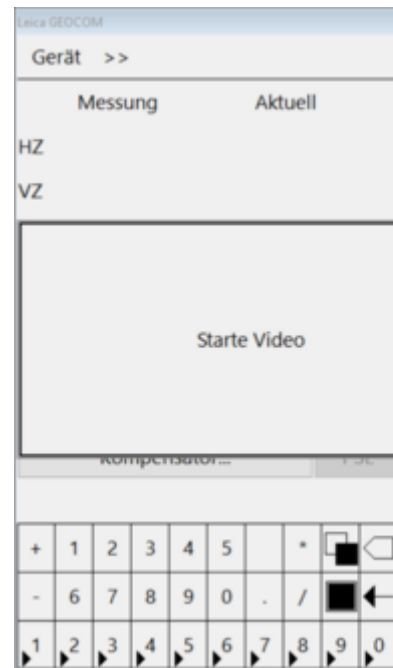 Leica GEOCOM
Gerät >>
Messung Aktuell
HZ
VZ
Starte Video
Kompensator...
+ 1 2 3 4 5 *
- 6 7 8 9 0 . /
1 2 3 4 5 6 7 8 9 0